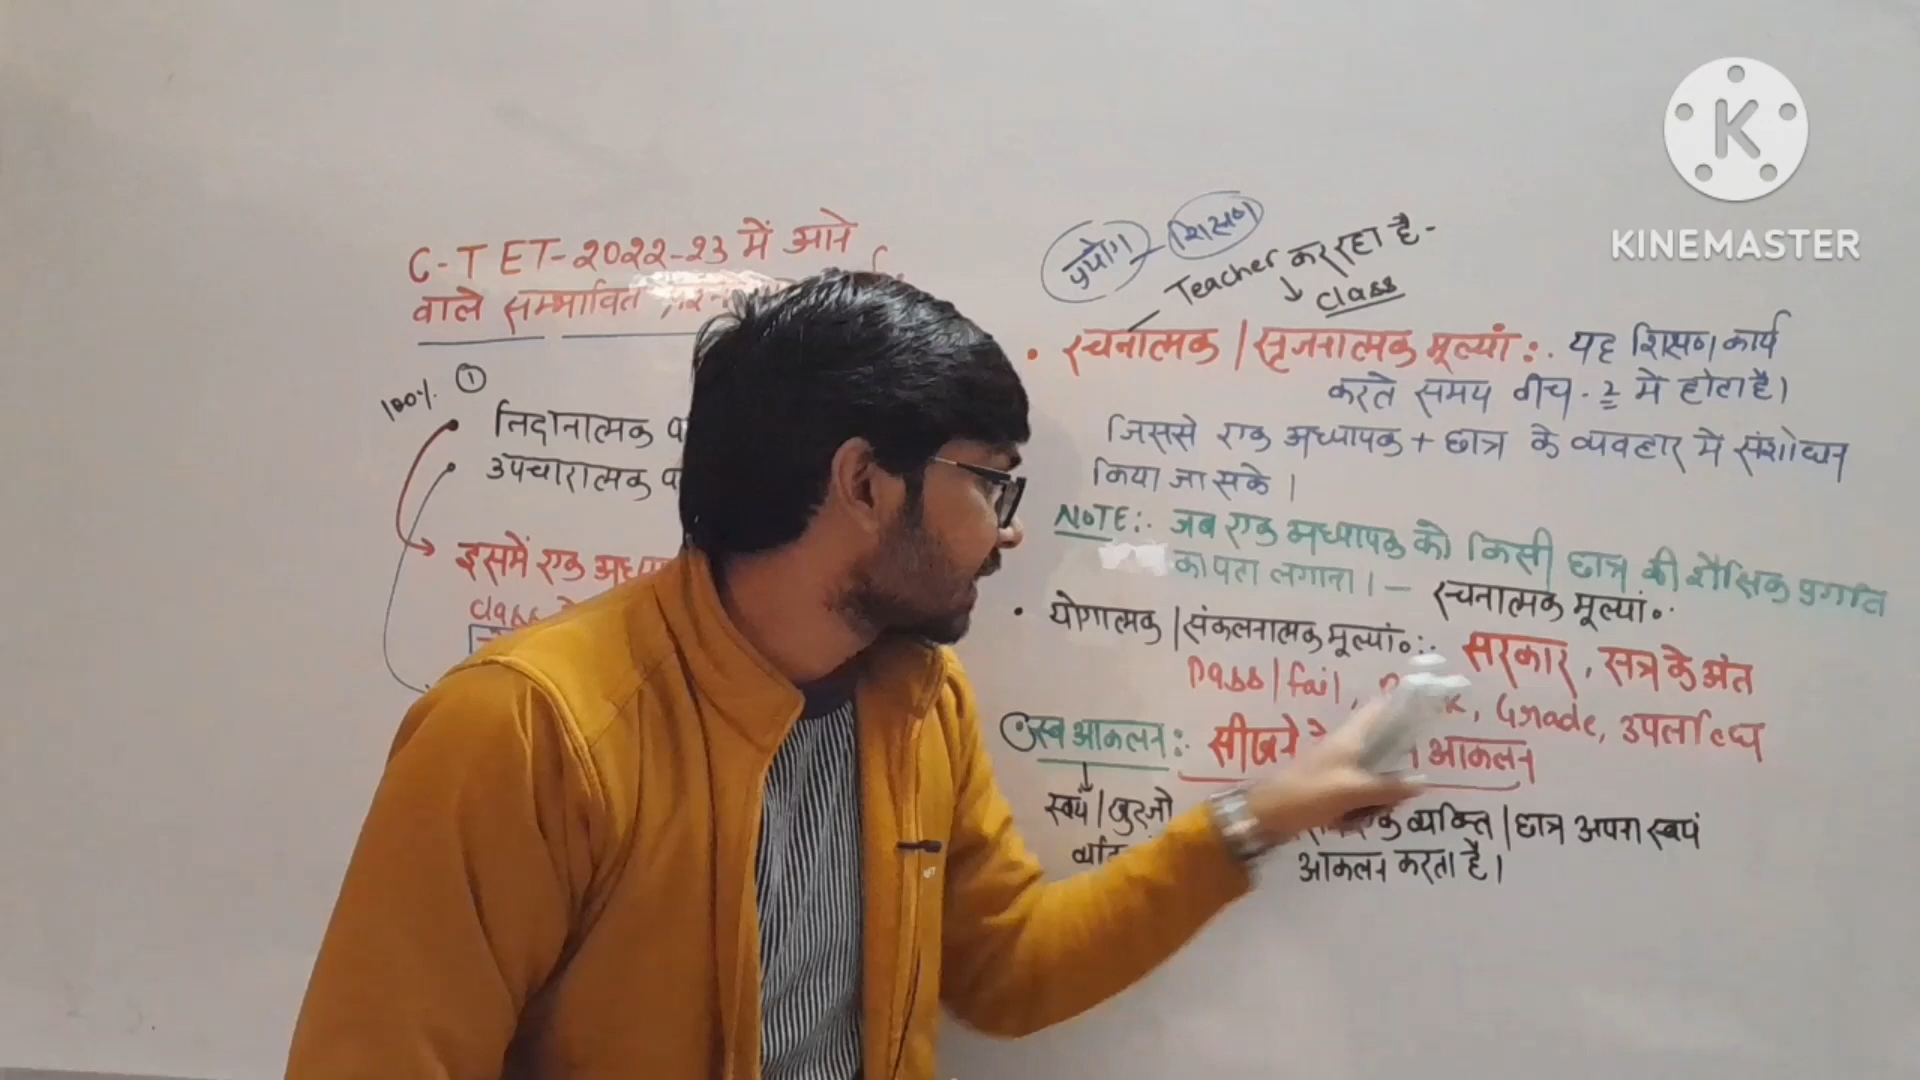 C-TET-2022-23 में आने
वाले सम्भावित
100% ①
निदानात्मक
उपचारात्मक
इसमें एक
class
प्रयोग - शिक्षण
Teacher कर रहा है-
class
• रचनात्मक | सृजनात्मक मूल्यां॰:- यह शिक्षण कार्य
करते समय बीच-२ मे होता है।
जिससे एक अध्यापक + छात्र के व्यवहार मे संशोधन
किया जा सके।
NOTE:- जब एक अध्यापक को किसी छात्र की शैक्षिक प्रगति
का पता लगाना। - रचनात्मक मूल्यां॰
• योगात्मक | संकलनात्मक मूल्यां॰:- सरकार, सत्र के अंत
Pass | fail, Grade, उपलब्धि
स्व आकलन:- सीखने आकलन
स्वयं | खुद
एक व्यक्ति | छात्र अपना स्वयं
आकलन करता है।
KINEMASTER